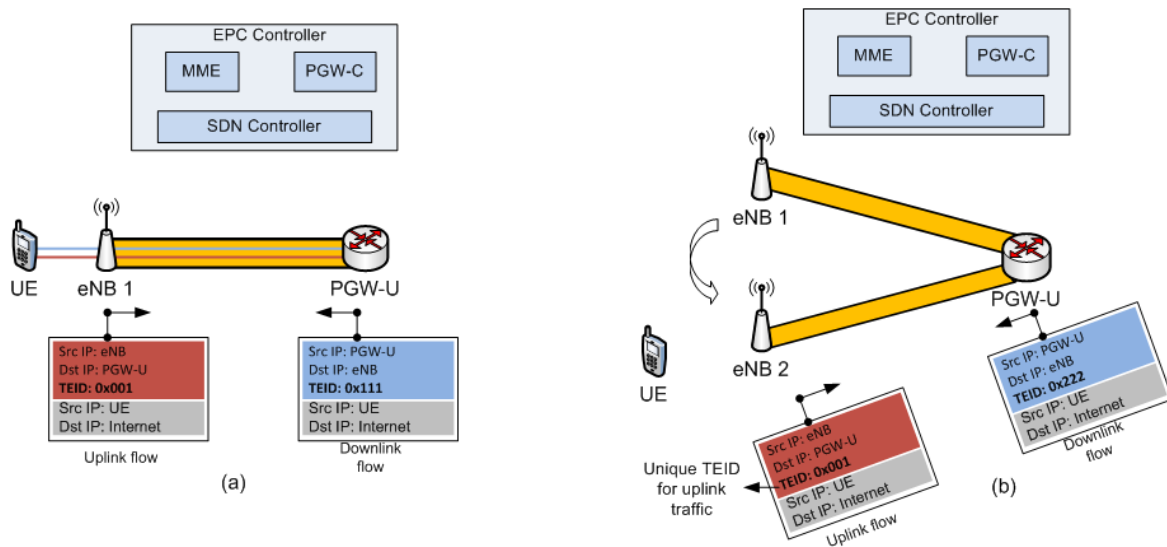 EPC Controller
MME
PGW-C
SDN Controller
UE
eNB 1
PGW-U
Src IP: eNB
Dst IP: PGW-U
TEID: 0x001
Src IP: UE
Dst IP: Internet
Uplink flow
Src IP: PGW-U
Dst IP: eNB
TEID: 0x111
Src IP: UE
Dst IP: Internet
Downlink
flow
(a)
EPC Controller
MME
PGW-C
SDN Controller
eNB 1
PGW-U
eNB 2
UE
Src IP: PGW-U
Dst IP: eNB
TEID: 0x222
Src IP: UE
Dst IP: Internet
Downlink
flow
Src IP: eNB
Dst IP: PGW-U
TEID: 0x001
Src IP: UE
Dst IP: Internet
Uplink flow
Unique TEID
for uplink
traffic
(b)